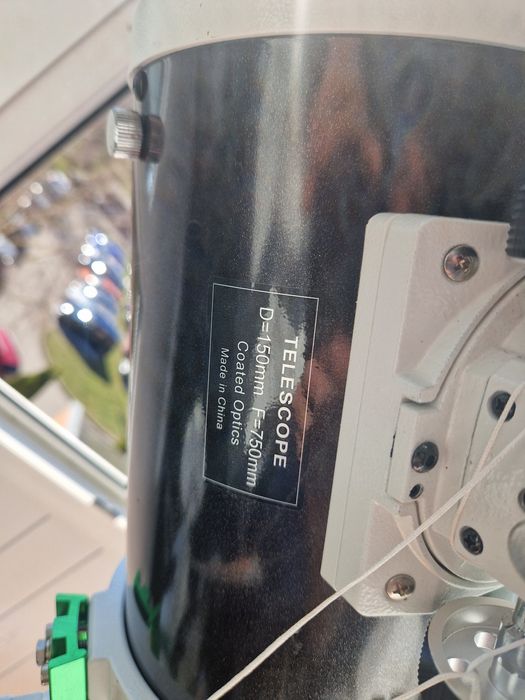 TELESCOPE
D=150mm F=750mm
Coated Optics
Made in China